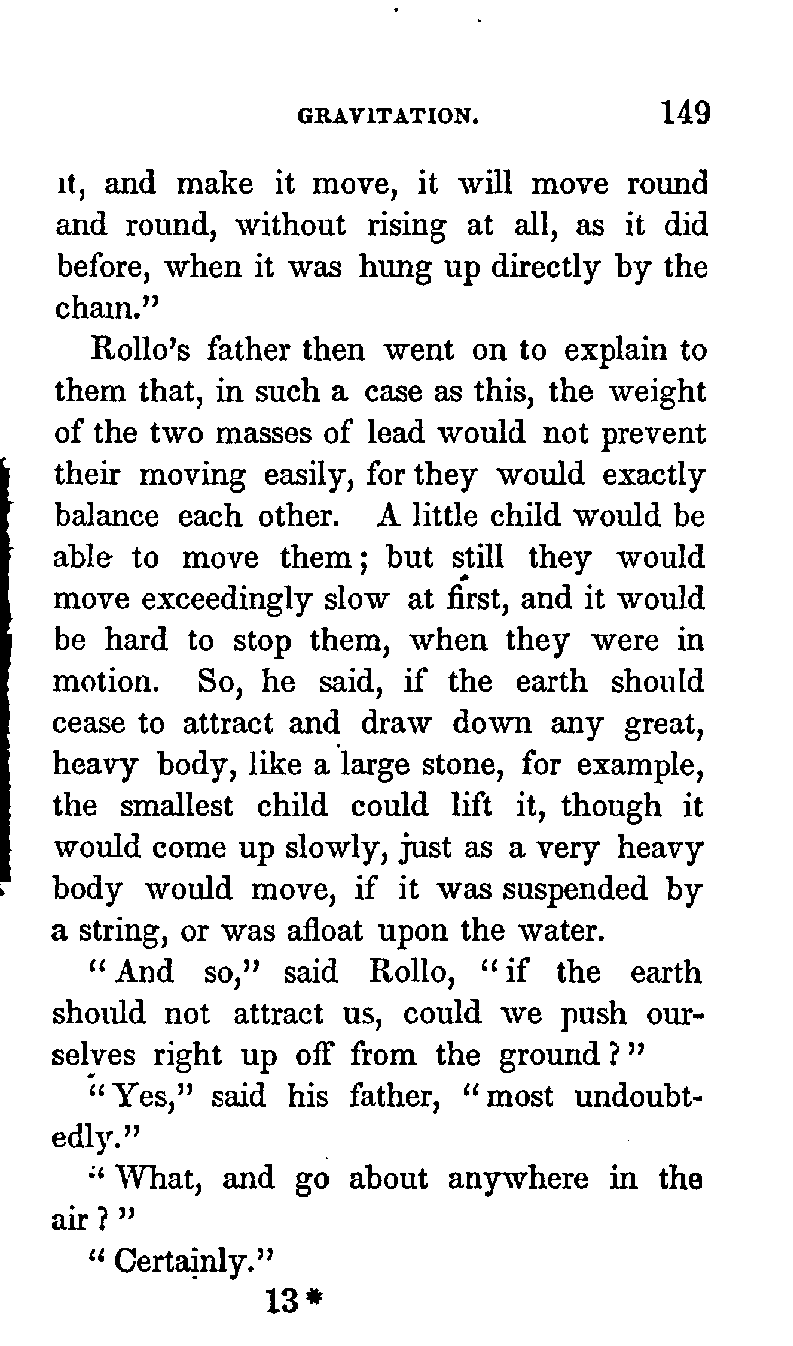 GRAVITATION. 149
it, and make it move, it will move round
and round, without rising at all, as it did
before, when it was hung up directly by the
chain.”
Rollo’s father then went on to explain to
them that, in such a case as this, the weight
of the two masses of lead would not prevent
their moving easily, for they would exactly
balance each other. A little child would be
able to move them; but still they would
move exceedingly slow at first, and it would
be hard to stop them, when they were in
motion. So, he said, if the earth should
cease to attract and draw down any great,
heavy body, like a large stone, for example,
the smallest child could lift it, though it
would come up slowly, just as a very heavy
body would move, if it was suspended by
a string, or was afloat upon the water.
“And so,” said Rollo, “if the earth
should not attract us, could we push our-
selves right up off from the ground?”
“Yes,” said his father, “most undoubt-
edly.”
“What, and go about anywhere in the
air?”
“Certainly.”
13*